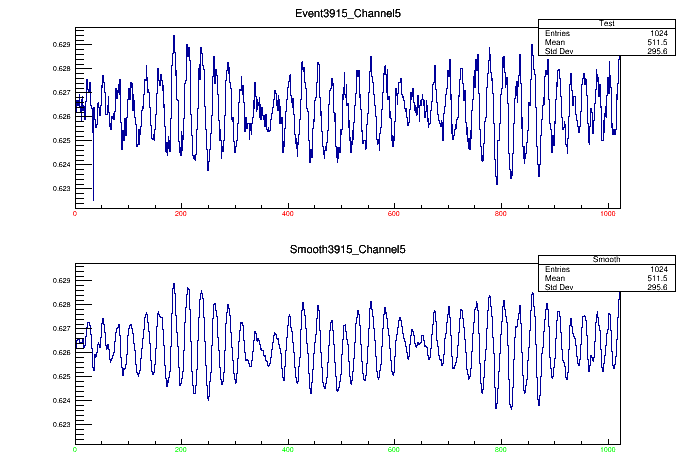 Event3915_Channel5
Test
Entries 1024
Mean 511.5
Std Dev 295.6
0.629
0.628
0.627
0.626
0.625
0.624
0.623
0 200 400 600 800 1000
Smooth3915_Channel5
Smooth
Entries 1024
Mean 511.5
Std Dev 295.6
0.629
0.628
0.627
0.626
0.625
0.624
0.623
0 200 400 600 800 1000